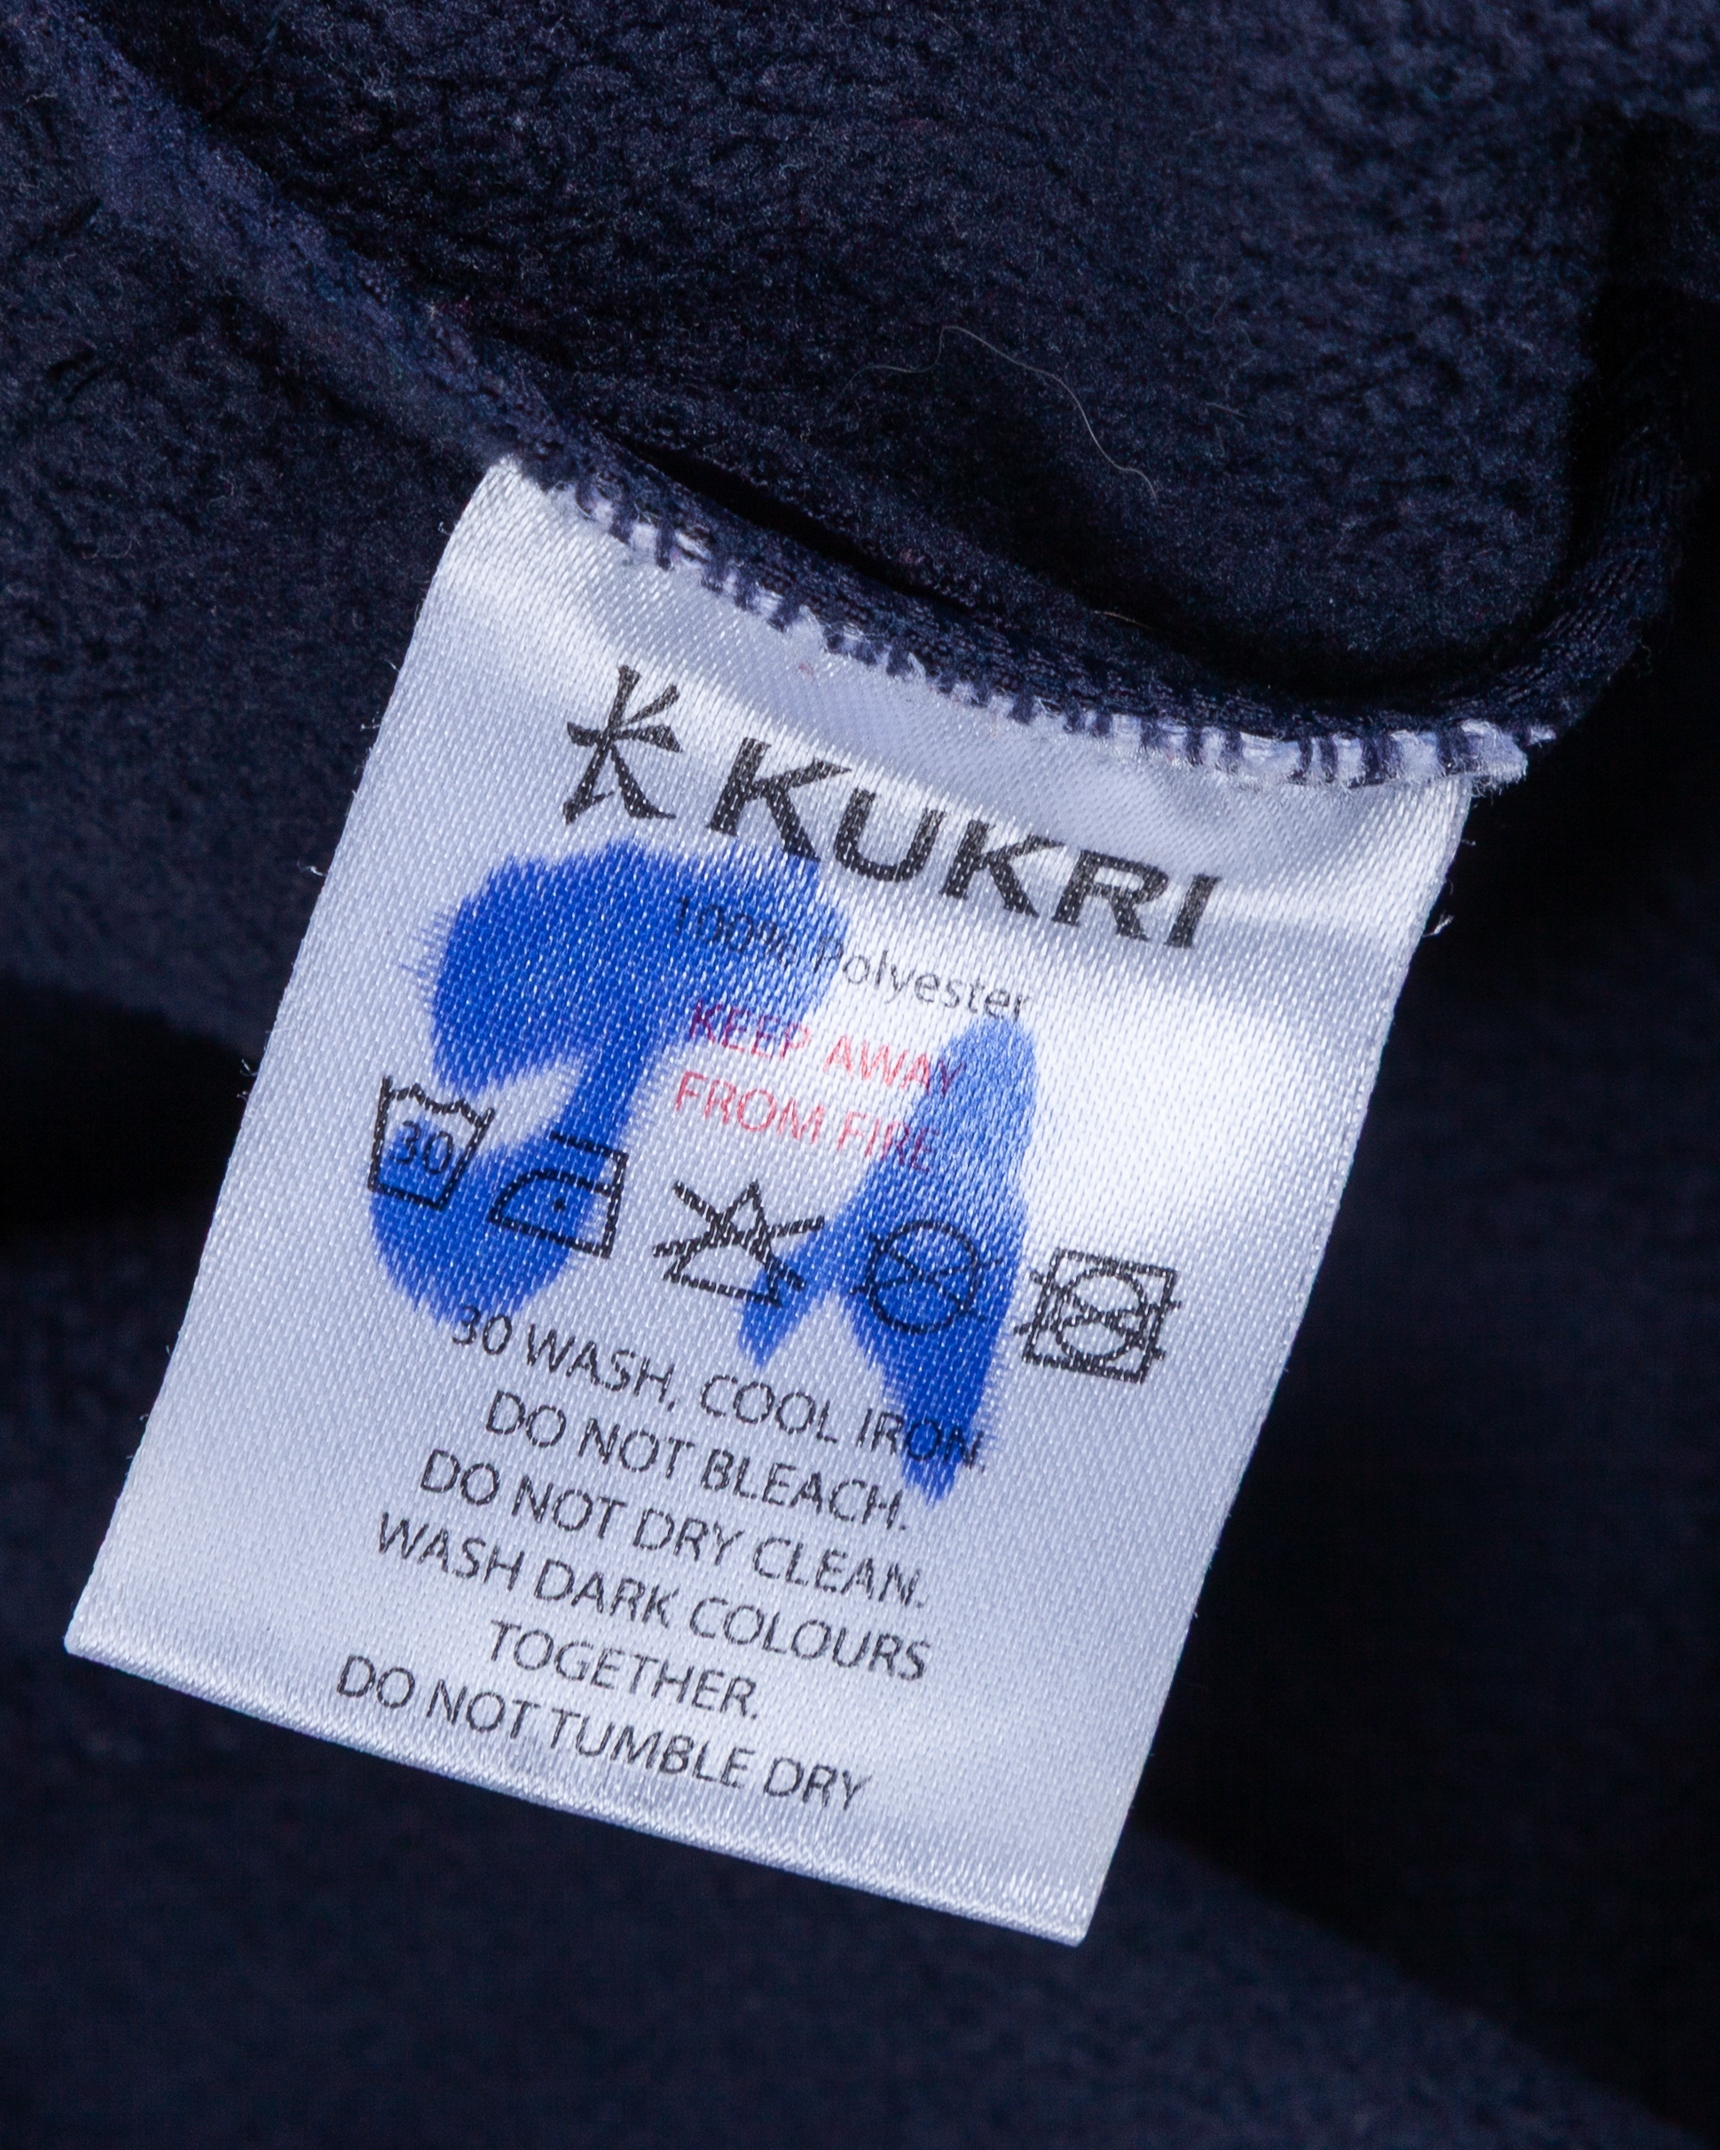 KUKRI
100% Polyester
KEEP AWAY
FROM FIRE
30
30 WASH, COOL IRON.
DO NOT BLEACH.
DO NOT DRY CLEAN.
WASH DARK COLOURS
TOGETHER.
DO NOT TUMBLE DRY